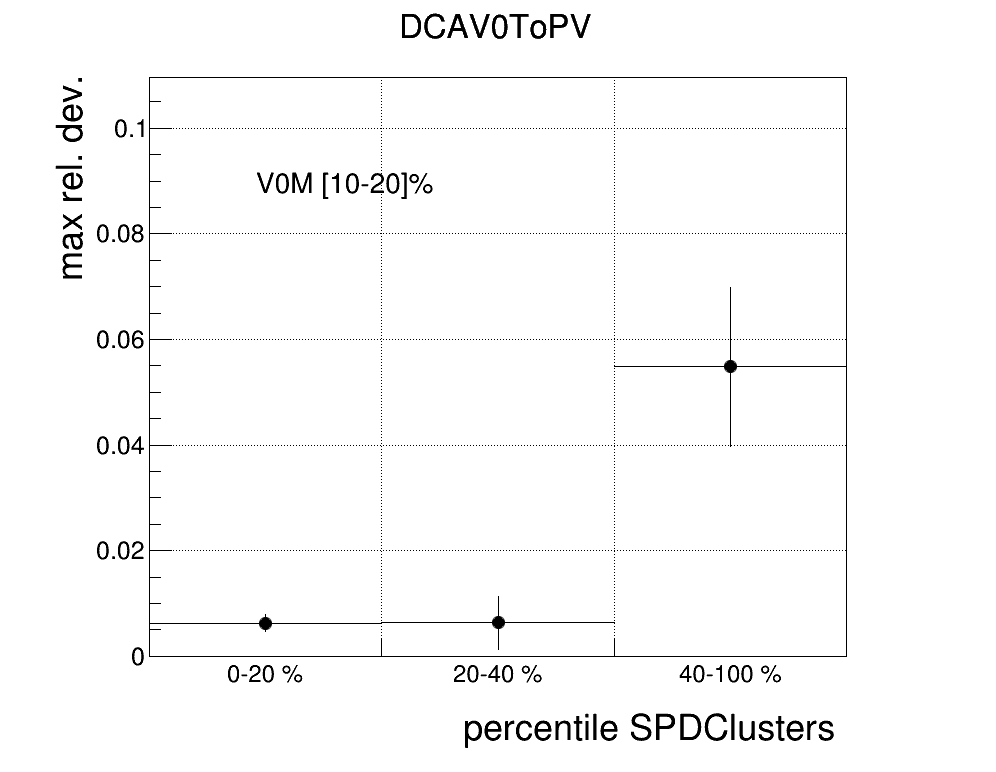 DCAV0ToPV
max rel. dev.
0.1
V0M [10-20]%
0.08
0.06
0.04
0.02
0
0-20 %
20-40 %
40-100 %
percentile SPDClusters